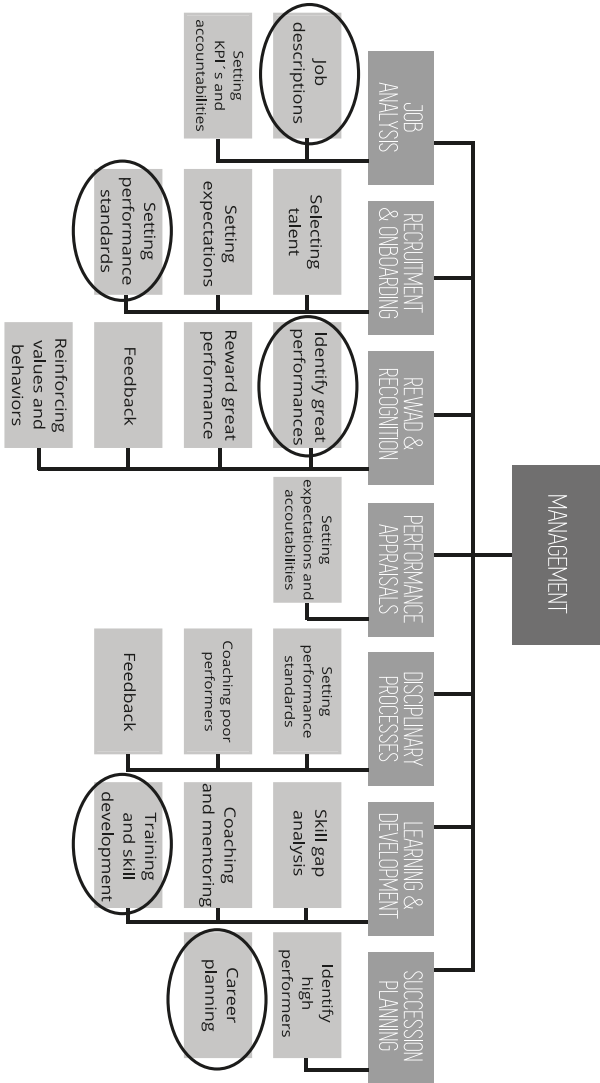 MANAGEMENT
JOB
ANALYSIS
Job
descriptions
Setting
KPI´s and
accountabilities
RECRUITMENT
& ONBOARDING
Selecting
talent
Setting
expectations
Setting
performance
standards
REWAD &
RECOGNITION
Identify great
performances
Reward great
performance
Feedback
Reinforcing
values and
behaviors
PERFORMANCE
APPRAISALS
Setting
expectations and
accoutabilities
DISCIPLINARY
PROCESSES
Setting
performance
standards
Coaching poor
performers
Feedback
LEARNING &
DEVELOPMENT
Skill gap
analysis
Coaching
and mentoring
Training
and skill
development
SUCCESSION
PLANNING
Identify
high
performers
Career
planning